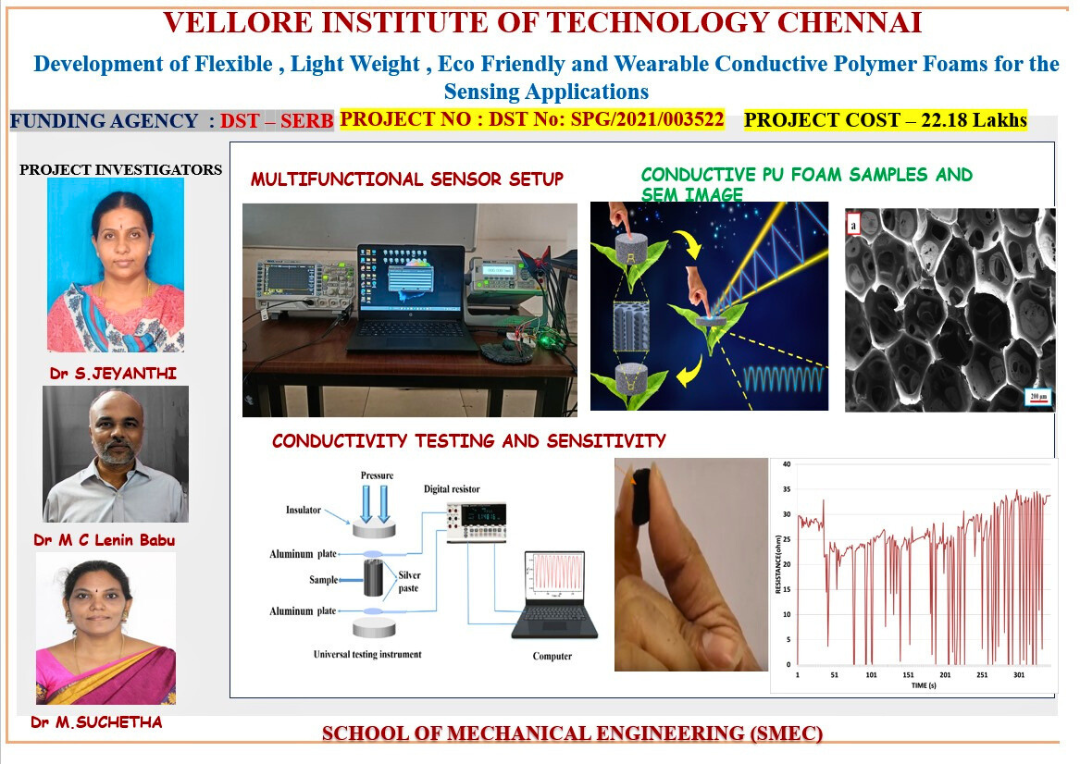 VELLORE INSTITUTE OF TECHNOLOGY CHENNAI
Development of Flexible , Light Weight , Eco Friendly and Wearable Conductive Polymer Foams for the
Sensing Applications
FUNDING AGENCY : DST – SERB PROJECT NO : DST No: SPG/2021/003522 PROJECT COST – 22.18 Lakhs
PROJECT INVESTIGATORS
Dr S.JEYANTHI
Dr M C Lenin Babu
Dr M.SUCHETHA
MULTIFUNCTIONAL SENSOR SETUP
CONDUCTIVE PU FOAM SAMPLES AND
SEM IMAGE
a
200 µm
CONDUCTIVITY TESTING AND SENSITIVITY
Pressure
Insulator
Digital resistor
Aluminum plate
Sample
Silver
paste
Aluminum plate
Universal testing instrument
Computer
40
35
30
25
20
15
10
5
0
RESISTANCE(ohm)
1 51 101 151 201 251 301
TIME (s)
SCHOOL OF MECHANICAL ENGINEERING (SMEC)